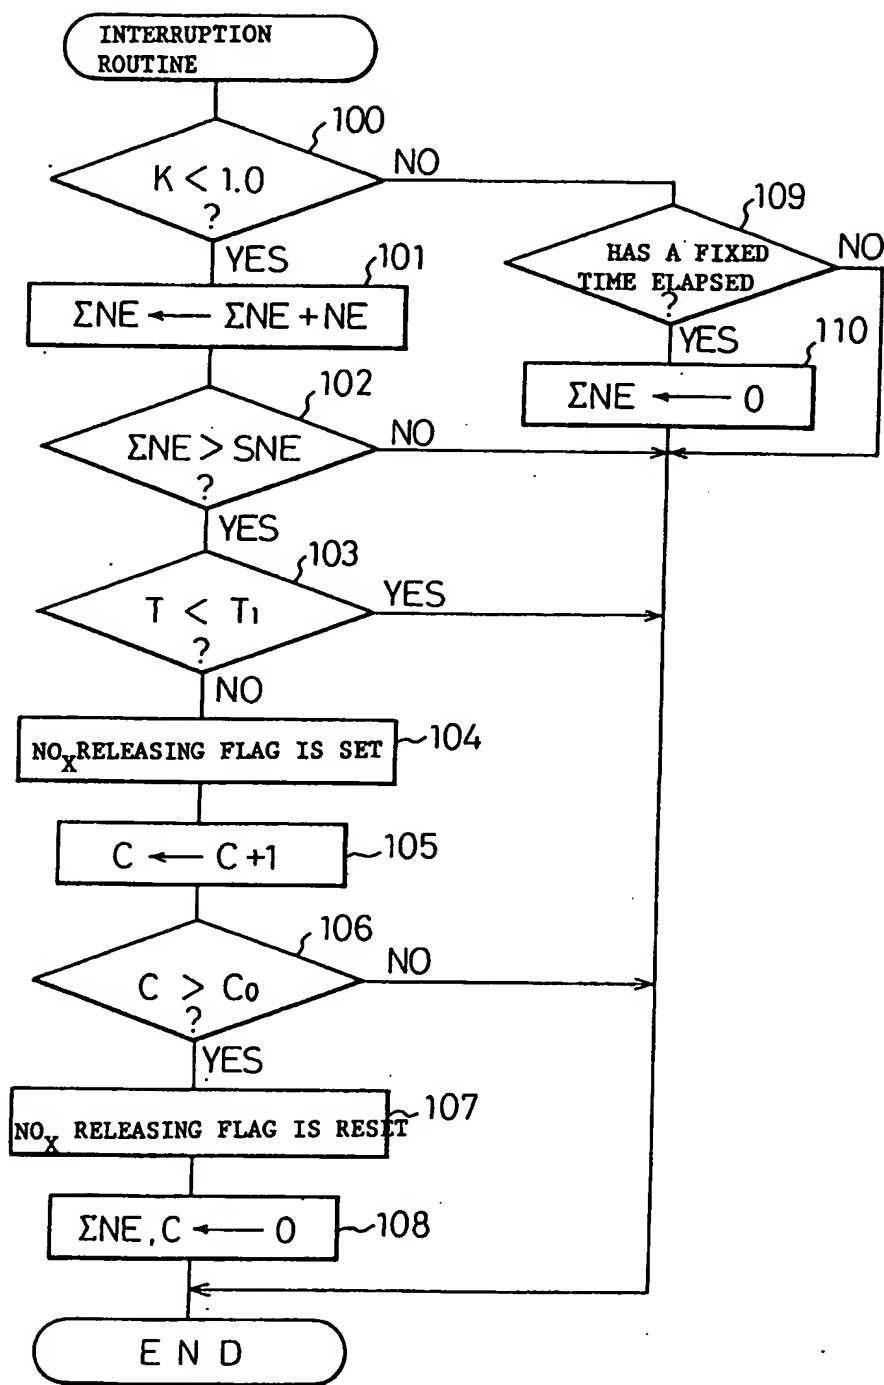 INTERRUPTION
ROUTINE
100
K < 1.0
?
NO
YES
109
HAS A FIXED
TIME ELAPSED
?
NO
YES
101
ΣNE ← ΣNE + NE
110
ΣNE ← 0
102
ΣNE > SNE
?
NO
YES
103
T < T₁
?
YES
NO
NOX RELEASING FLAG IS SET
104
C ← C +1
105
106
C > C₀
?
NO
YES
NOX RELEASING FLAG IS RESET
107
ΣNE, C ← 0
108
END